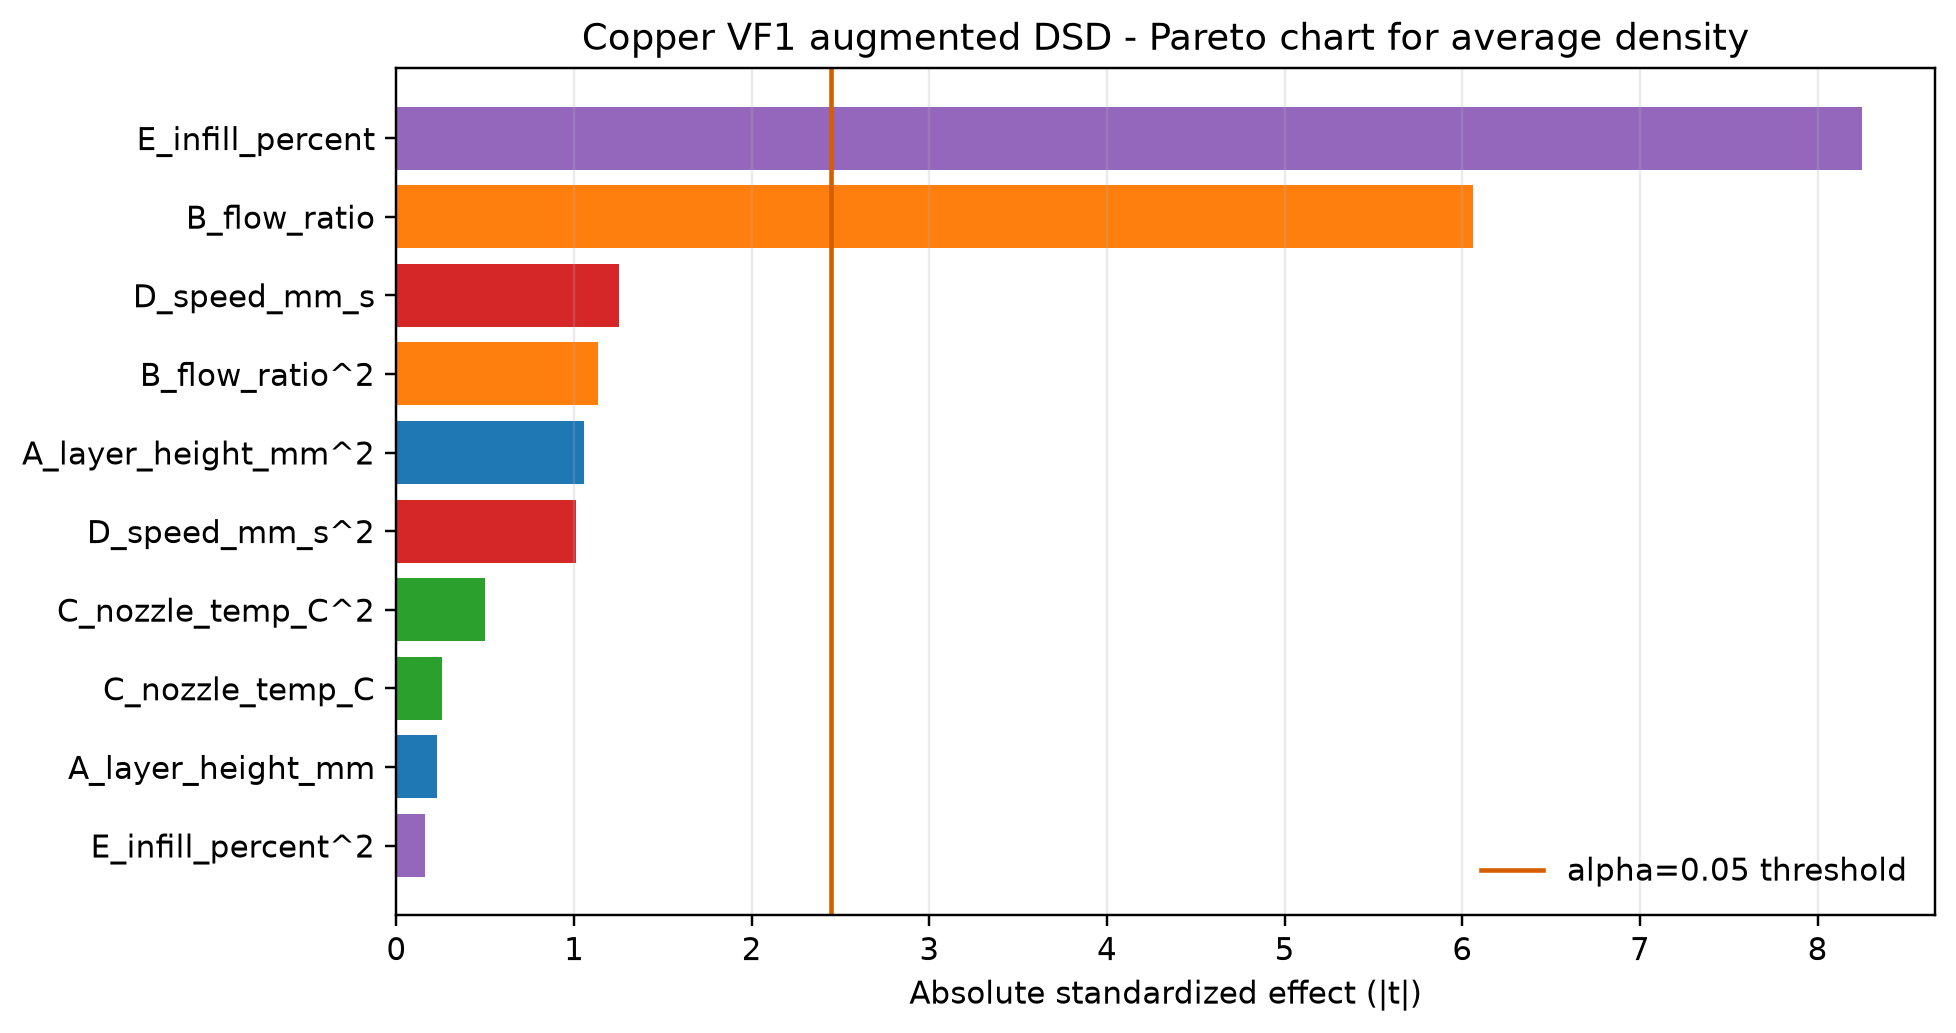 Copper VF1 augmented DSD - Pareto chart for average density
E_infill_percent
B_flow_ratio
D_speed_mm_s
B_flow_ratio^2
A_layer_height_mm^2
D_speed_mm_s^2
C_nozzle_temp_C^2
C_nozzle_temp_C
A_layer_height_mm
E_infill_percent^2
alpha=0.05 threshold
0 1 2 3 4 5 6 7 8
Absolute standardized effect (|t|)